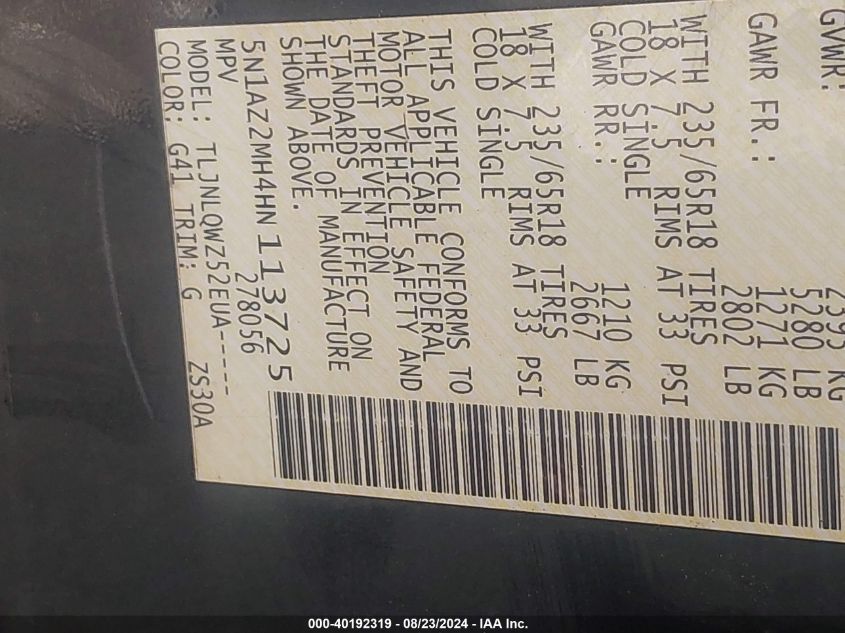 GVWR:
2395 KG
5280 LB
GAWR FR.: 1271 KG
2802 LB
WITH 235/65R18 TIRES
18 X 7.5 RIMS AT 33 PSI
COLD SINGLE
GAWR RR.: 1210 KG
2667 LB
WITH 235/65R18 TIRES
18 X 7.5 RIMS AT 33 PSI
COLD SINGLE
THIS VEHICLE CONFORMS TO
ALL APPLICABLE FEDERAL
MOTOR VEHICLE SAFETY AND
THEFT PREVENTION
STANDARDS IN EFFECT ON
THE DATE OF MANUFACTURE
SHOWN ABOVE.
5N1AZ2MH4HN113725
MPV 278056
MODEL: TLJNLQWZ52EUA-----
COLOR: G41 TRIM: G ZS30A
000-40192319 - 08/23/2024 - IAA Inc.